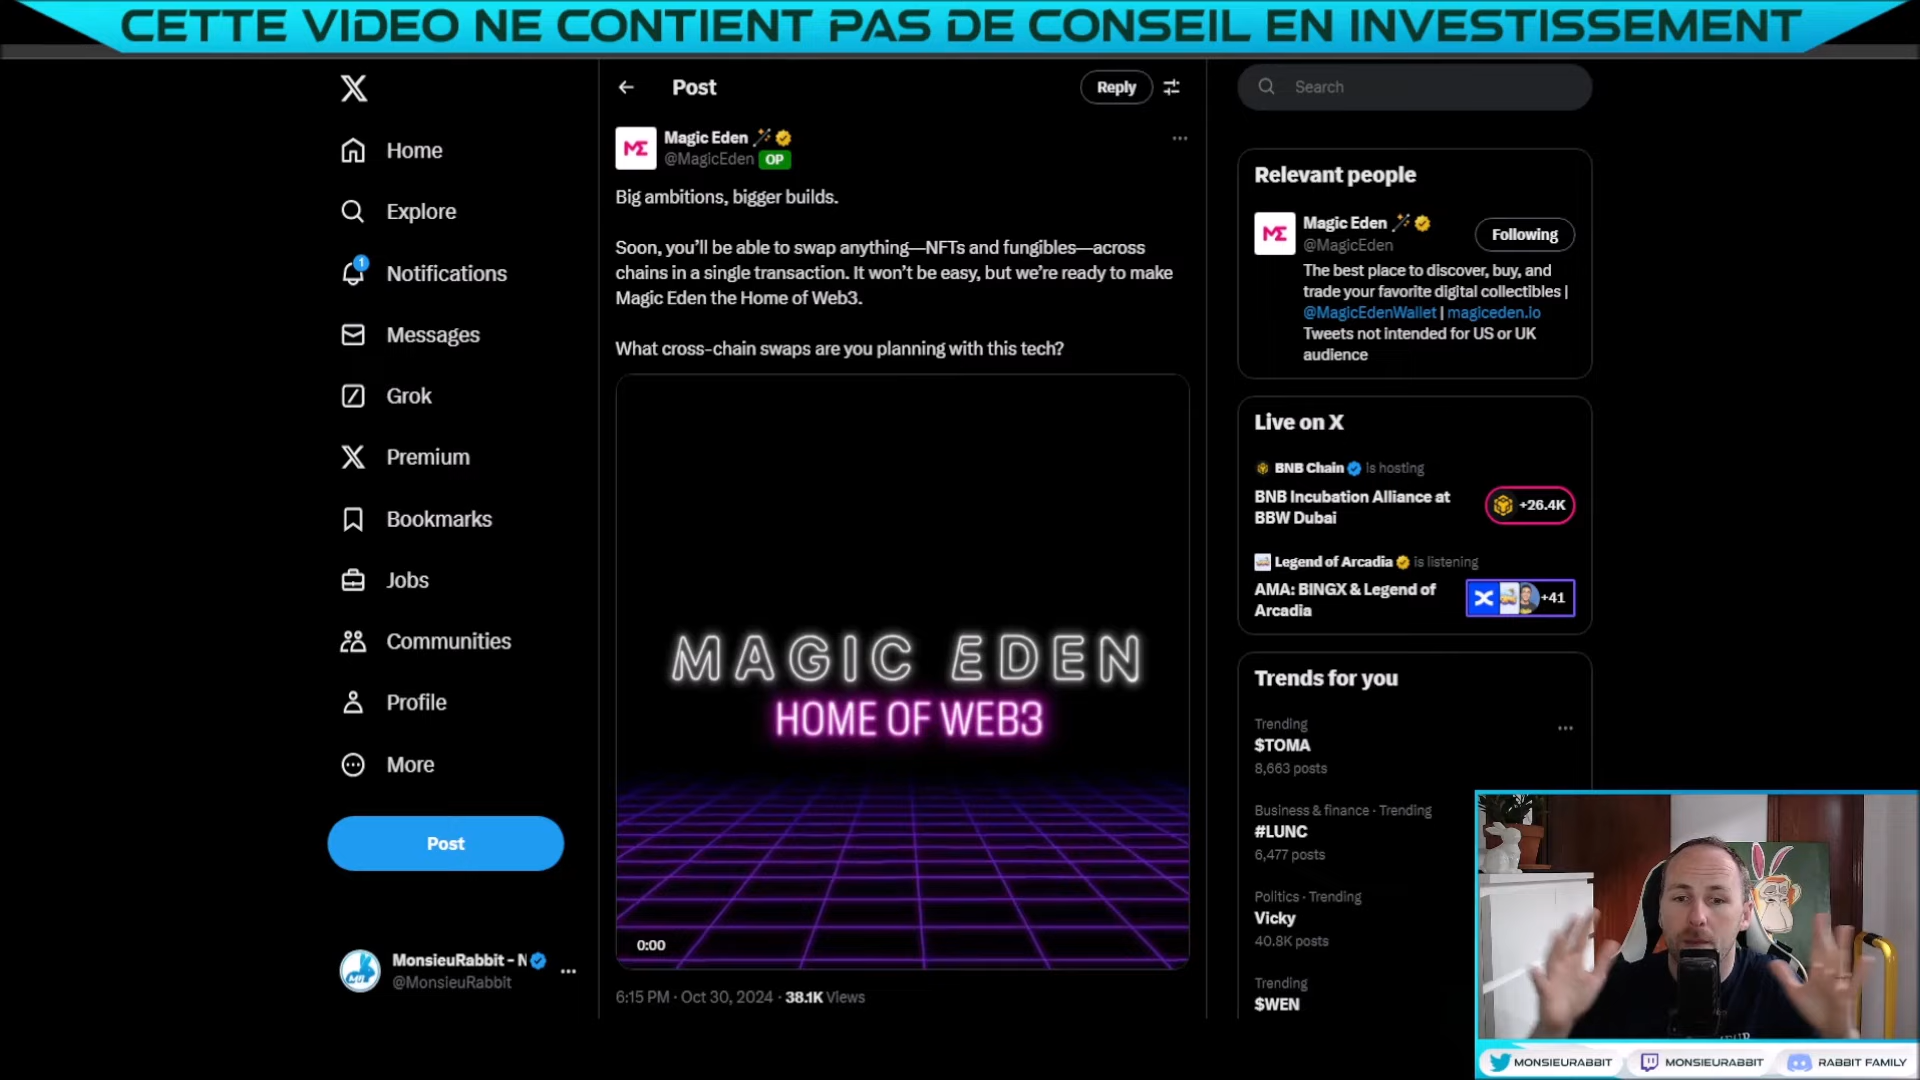 CETTE VIDEO NE CONTIENT PAS DE CONSEIL EN INVESTISSEMENT
Home
Explore
1
Notifications
Messages
Grok
Premium
Bookmarks
Jobs
Communities
Profile
More
Post
MonsieuRabbit - N
@MonsieuRabbit
Post
Reply
ME
Magic Eden
@MagicEden OP
Big ambitions, bigger builds.
Soon, you'll be able to swap anything—NFTs and fungibles—across
chains in a single transaction. It won't be easy, but we're ready to make
Magic Eden the Home of Web3.
What cross-chain swaps are you planning with this tech?
MAGIC EDEN
HOME OF WEB3
0:00
6:15 PM · Oct 30, 2024 · 38.1K Views
Search
Relevant people
ME
Magic Eden
@MagicEden
Following
The best place to discover, buy, and
trade your favorite digital collectibles |
@MagicEdenWallet | magiceden.io
Tweets not intended for US or UK
audience
Live on X
BNB Chain is hosting
BNB Incubation Alliance at
BBW Dubai
+26.4K
Legend of Arcadia is listening
AMA: BINGX & Legend of
Arcadia
+41
Trends for you
Trending
$TOMA
8,663 posts
Business & finance · Trending
#LUNC
6,477 posts
Politics · Trending
Vicky
40.8K posts
Trending
$WEN
MONSIEURABBIT
MONSIEURABBIT
RABBIT FAMILY